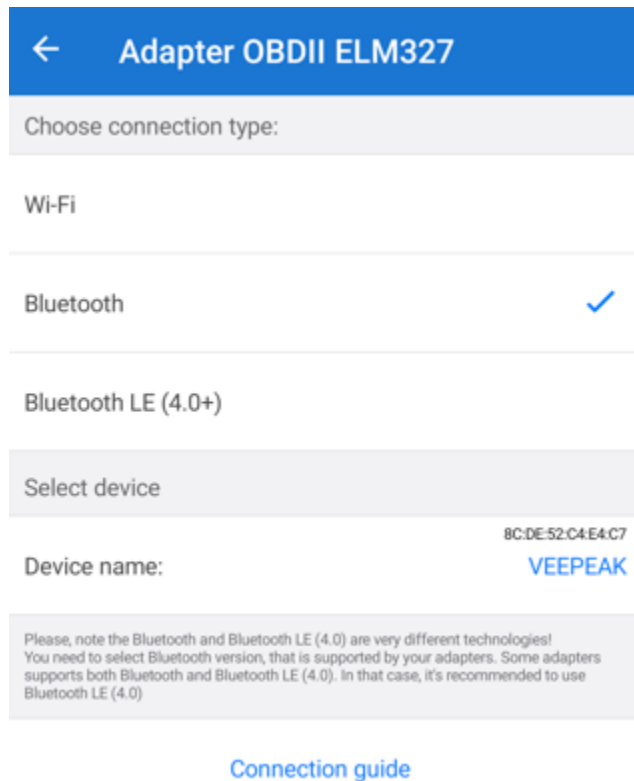 Adapter OBDII ELM327
Choose connection type:
Wi-Fi
Bluetooth
Bluetooth LE (4.0+)
Select device
8C:DE:52:C4:E4:C7
Device name:
VEEPEAK
Please, note the Bluetooth and Bluetooth LE (4.0) are very different technologies!
You need to select Bluetooth version, that is supported by your adapters. Some adapters
supports both Bluetooth and Bluetooth LE (4.0). In that case, it's recommended to use
Bluetooth LE (4.0)
Connection guide